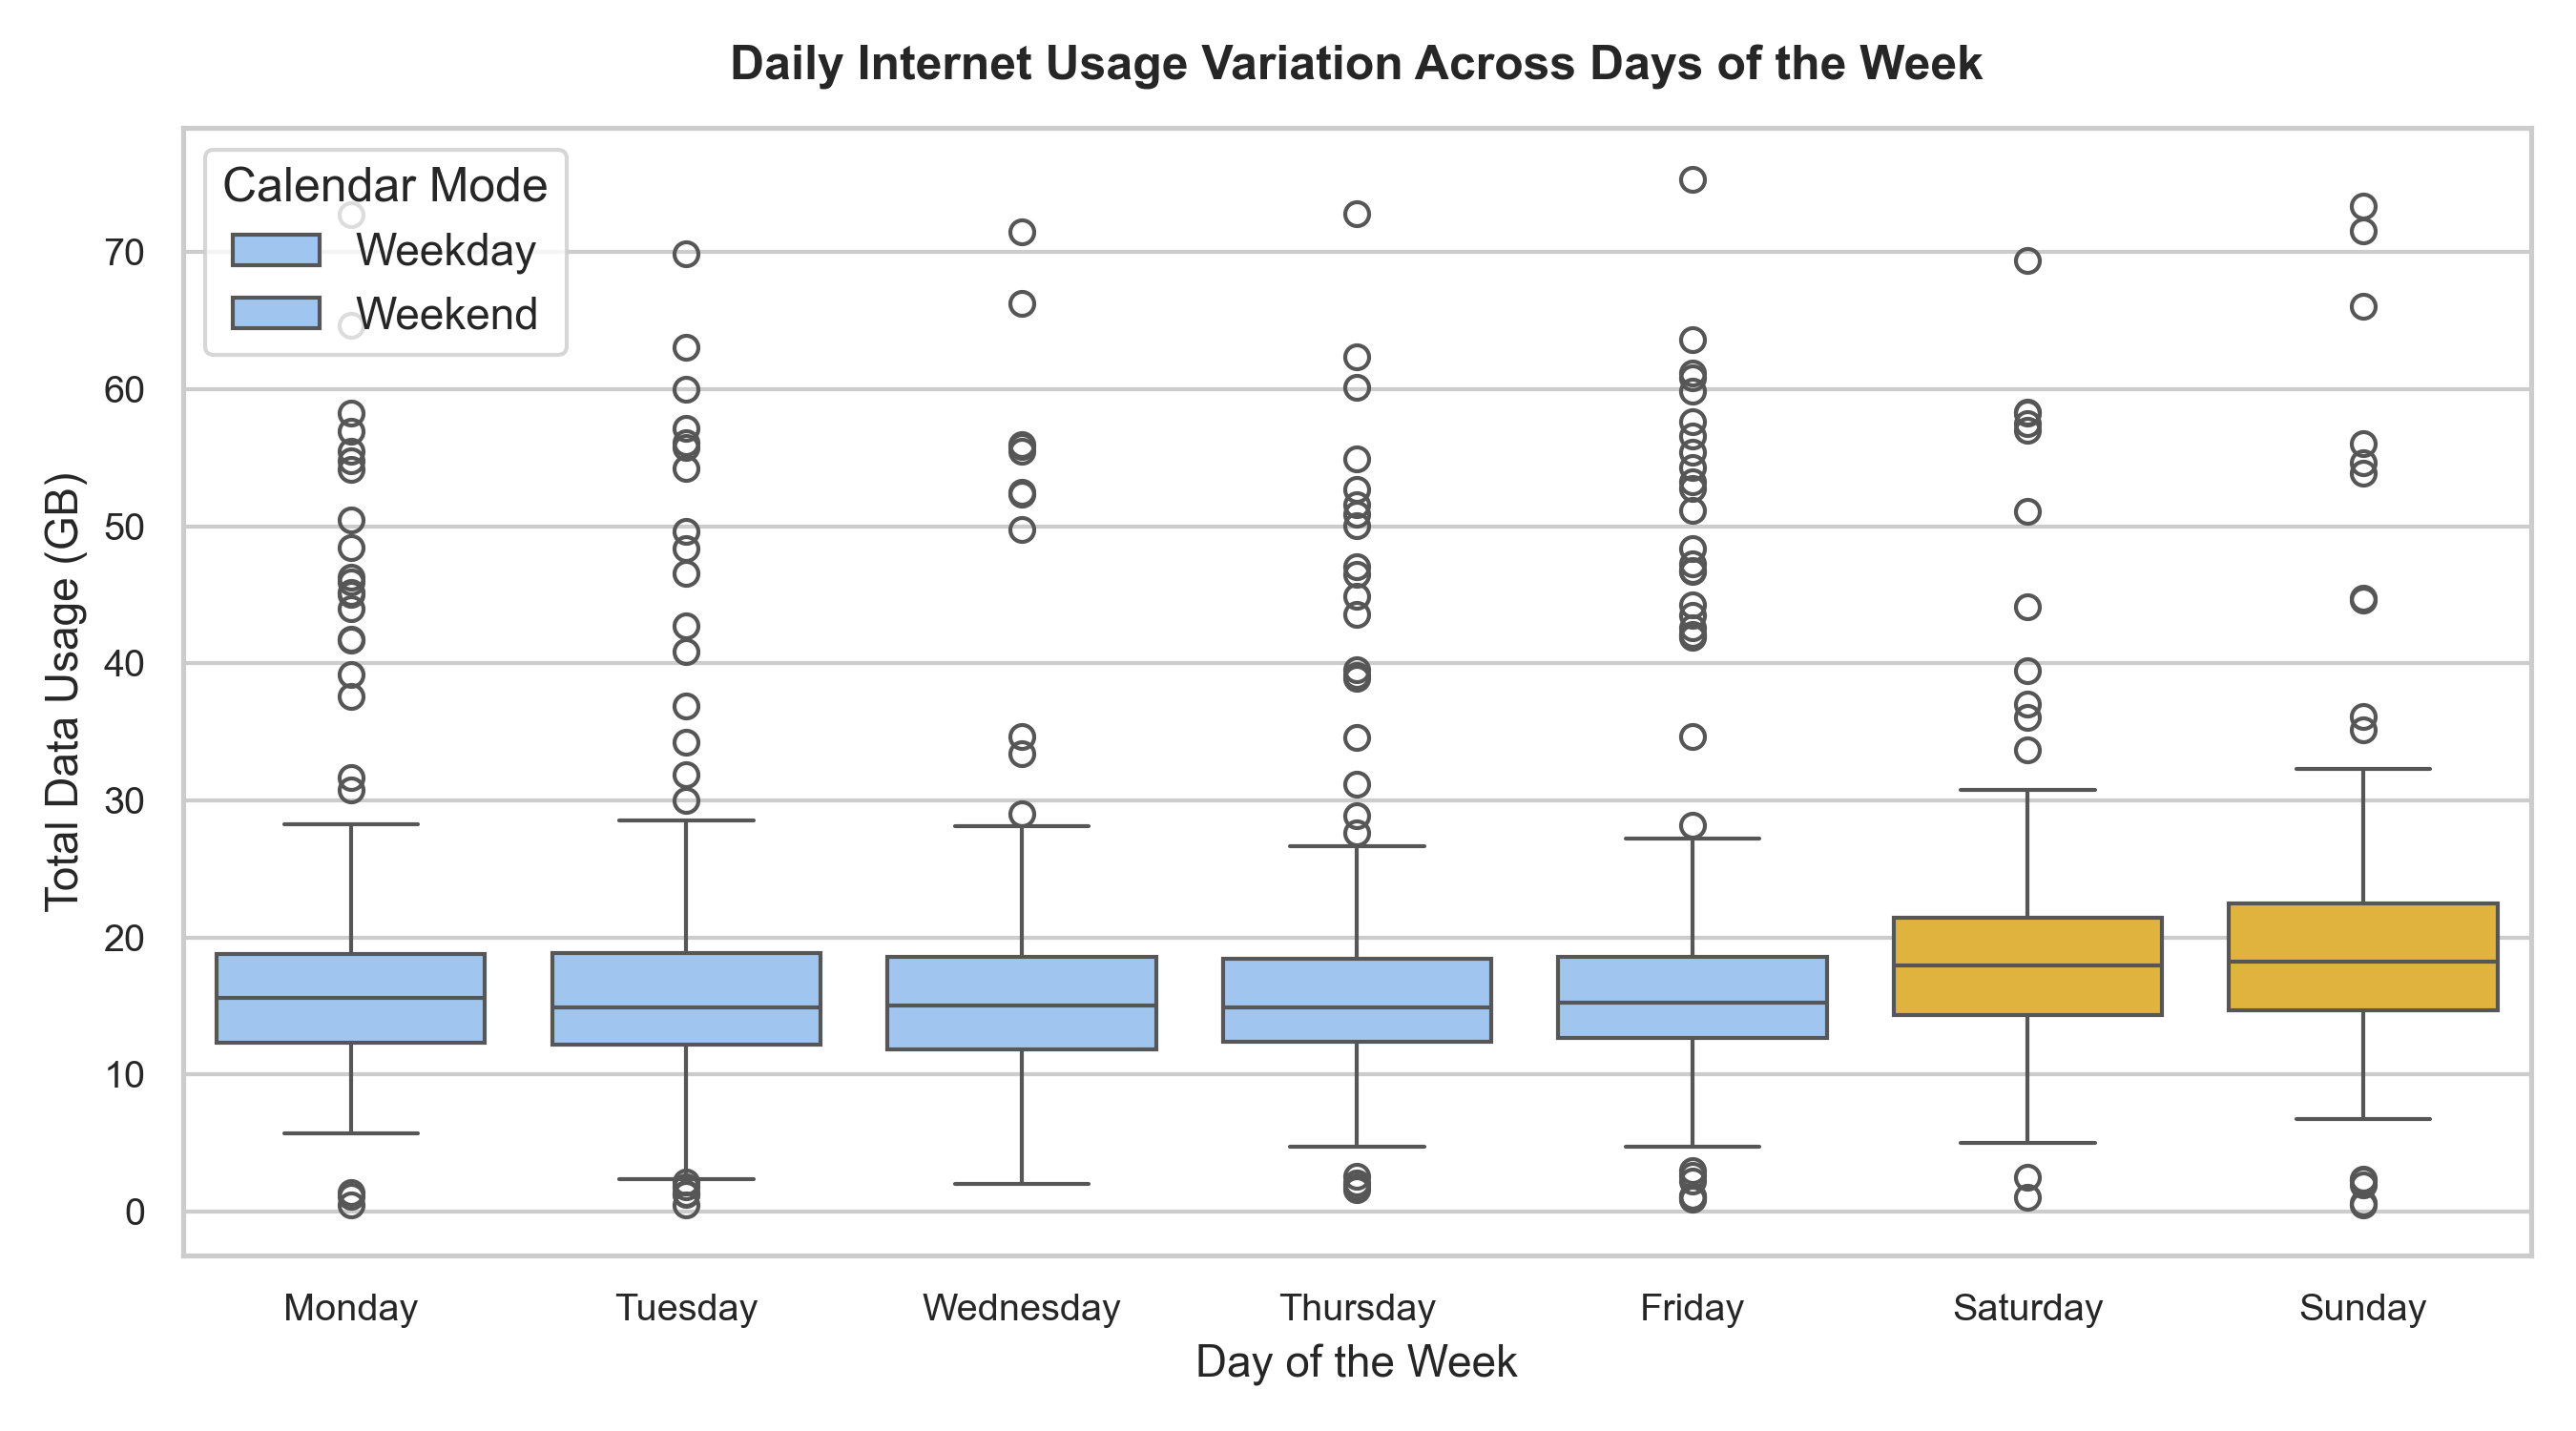 Daily Internet Usage Variation Across Days of the Week
Calendar Mode
Weekday
Weekend
Total Data Usage (GB)
70
60
50
40
30
20
10
0
Monday
Tuesday
Wednesday
Thursday
Friday
Saturday
Sunday
Day of the Week